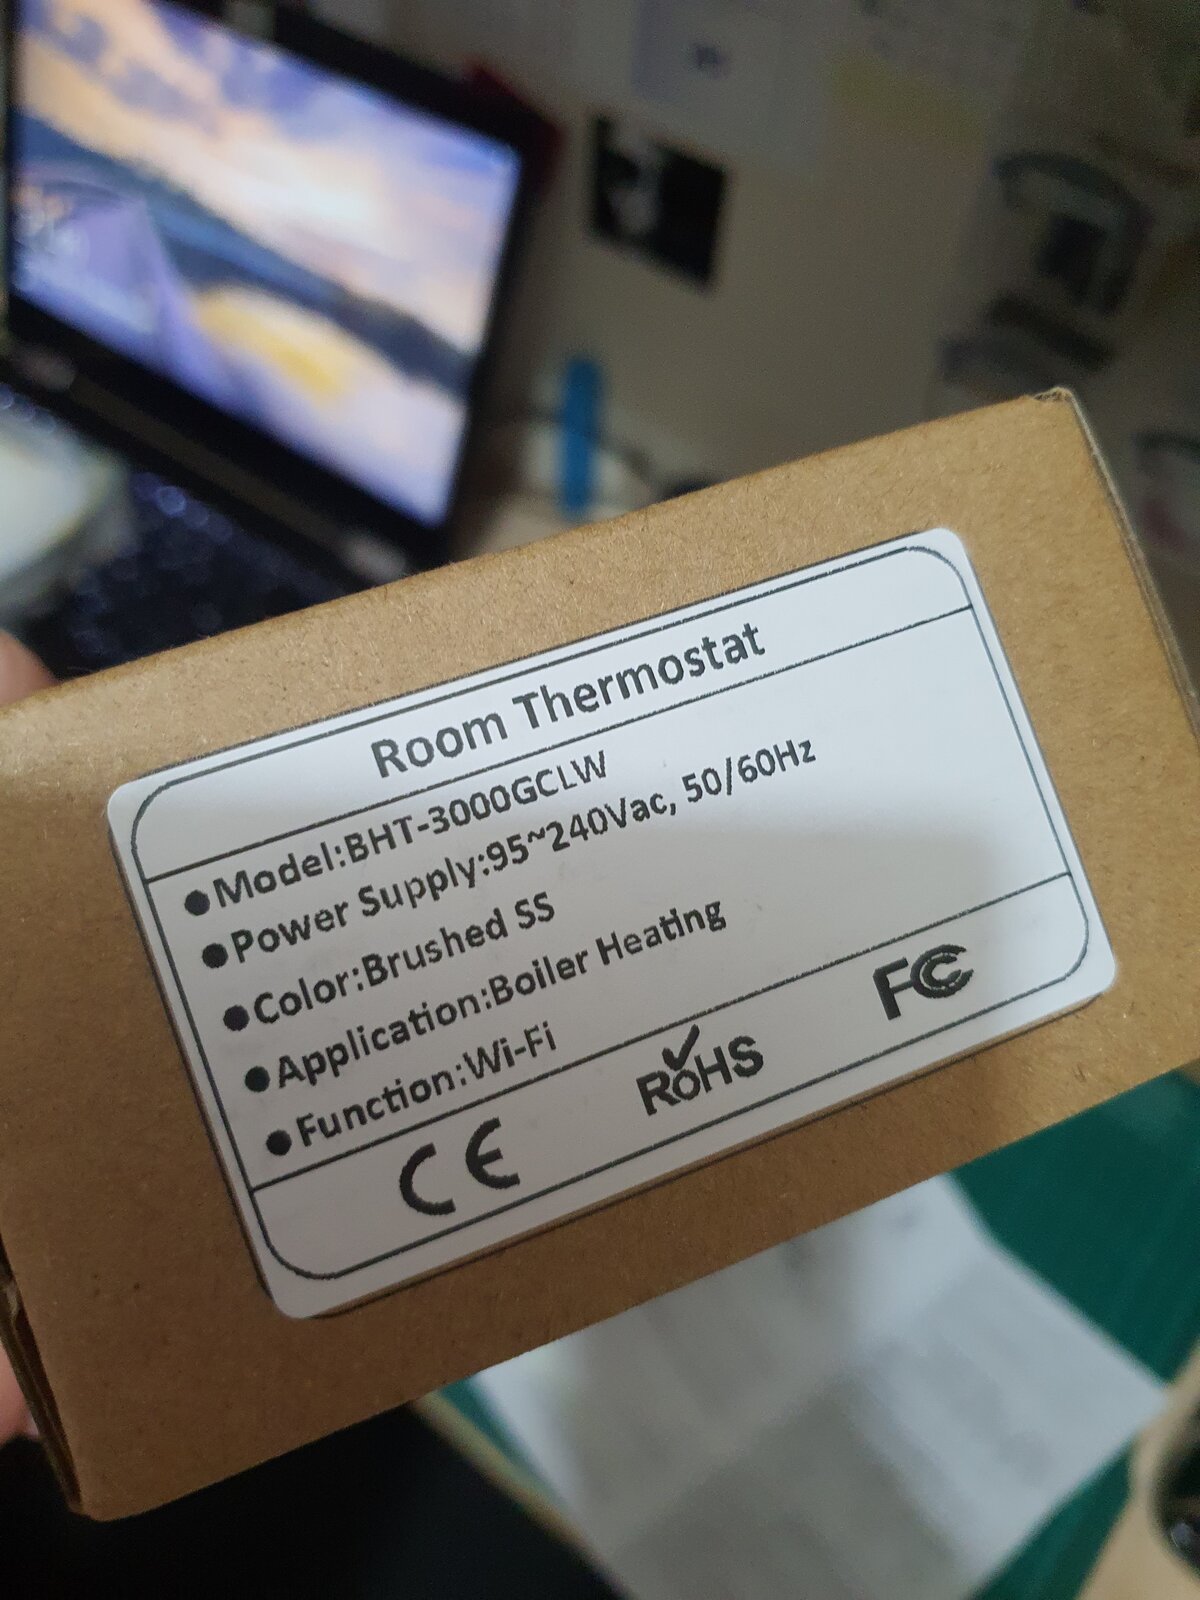 Room Thermostat
●Model:BHT-3000GCLW
●Power Supply:95~240Vac, 50/60Hz
●Color:Brushed SS
●Application:Boiler Heating
●Function:Wi-Fi
CE RoHS FC